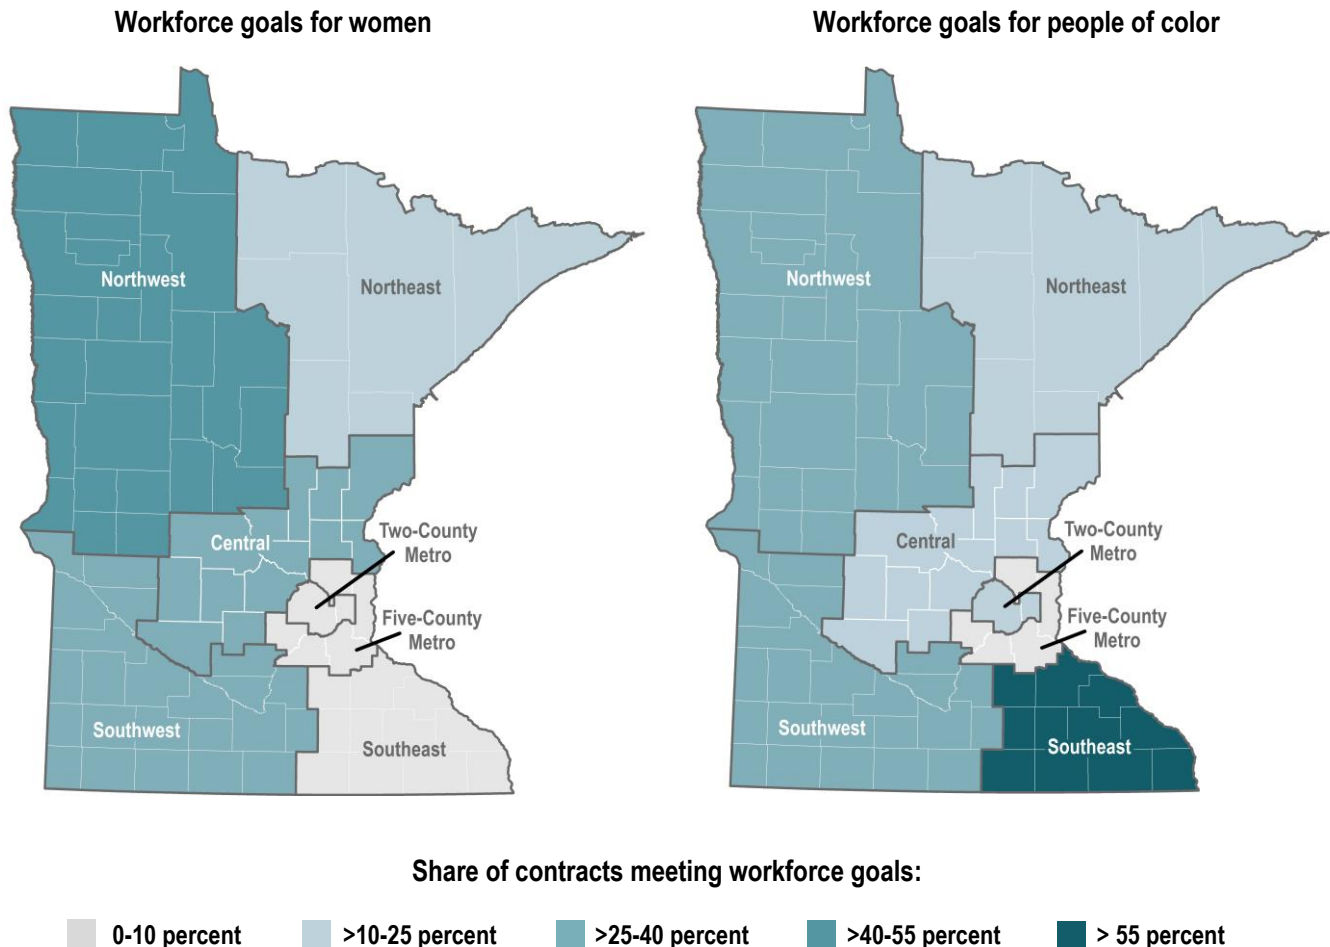 Workforce goals for women
Workforce goals for people of color
Northwest
Northeast
Central
Two-County
Metro
Five-County
Metro
Southwest
Southeast
Northwest
Northeast
Central
Two-County
Metro
Five-County
Metro
Southwest
Southeast
Share of contracts meeting workforce goals:
0-10 percent
>10-25 percent
>25-40 percent
>40-55 percent
> 55 percent